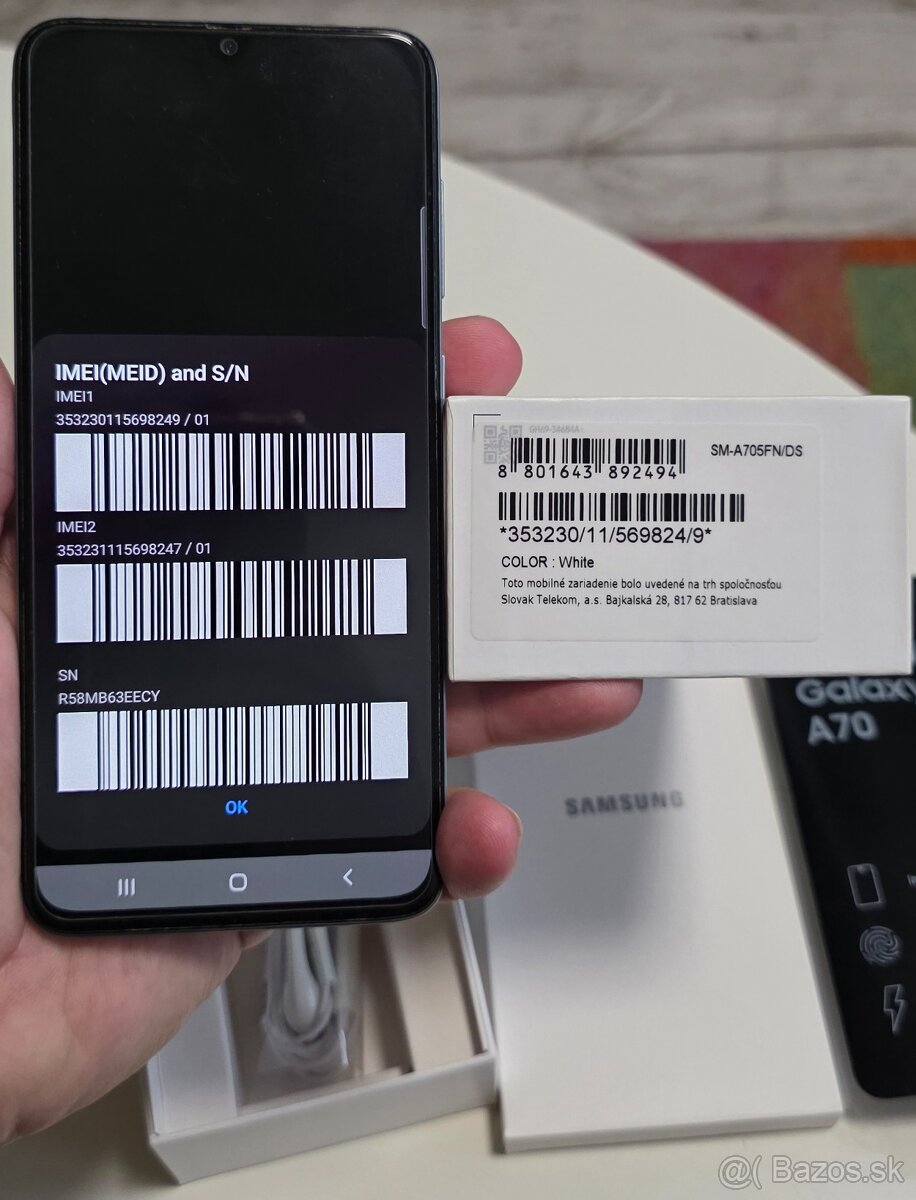 IMEI(MEID) and S/N
IMEI1
353230115698249 / 01
IMEI2
353231115698247 / 01
SN
R58MB63EECY
OK
GH69-34684A
SM-A705FN/DS
8 801643 892494
*353230/11/569824/9*
COLOR : White
Toto mobilné zariadenie bolo uvedené na trh spoločnosťou
Slovak Telekom, a.s. Bajkalská 28, 817 62 Bratislava
Galaxy
A70
SAMSUNG
@( Bazos.sk